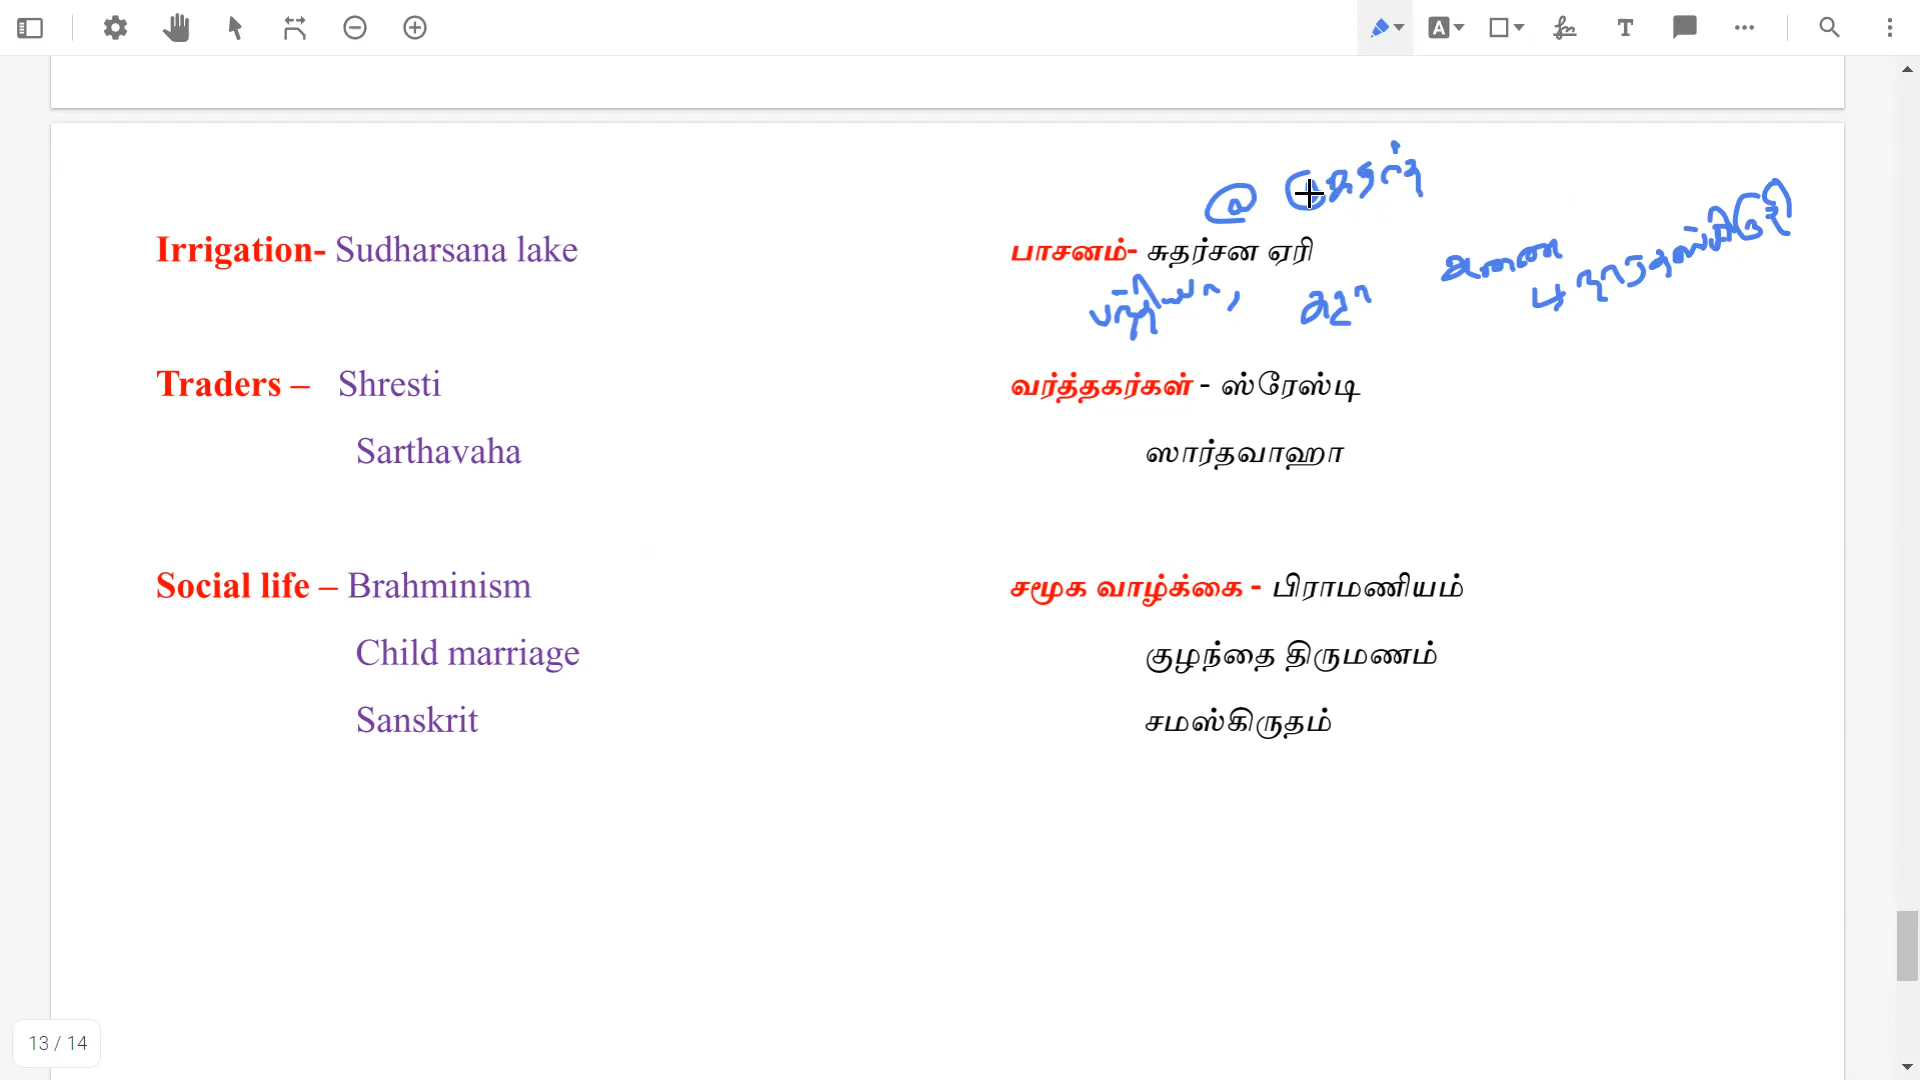 Irrigation- Sudharsana lake
பாசனம்- சுதர்சன ஏரி
Traders – Shresti
வர்த்தகர்கள் - ஸ்ரேஸ்டி
Sarthavaha
ஸார்தவாஹா
Social life – Brahminism
சமூக வாழ்க்கை - பிராமணியம்
Child marriage
குழந்தை திருமணம்
Sanskrit
சமஸ்கிருதம்
13 / 14